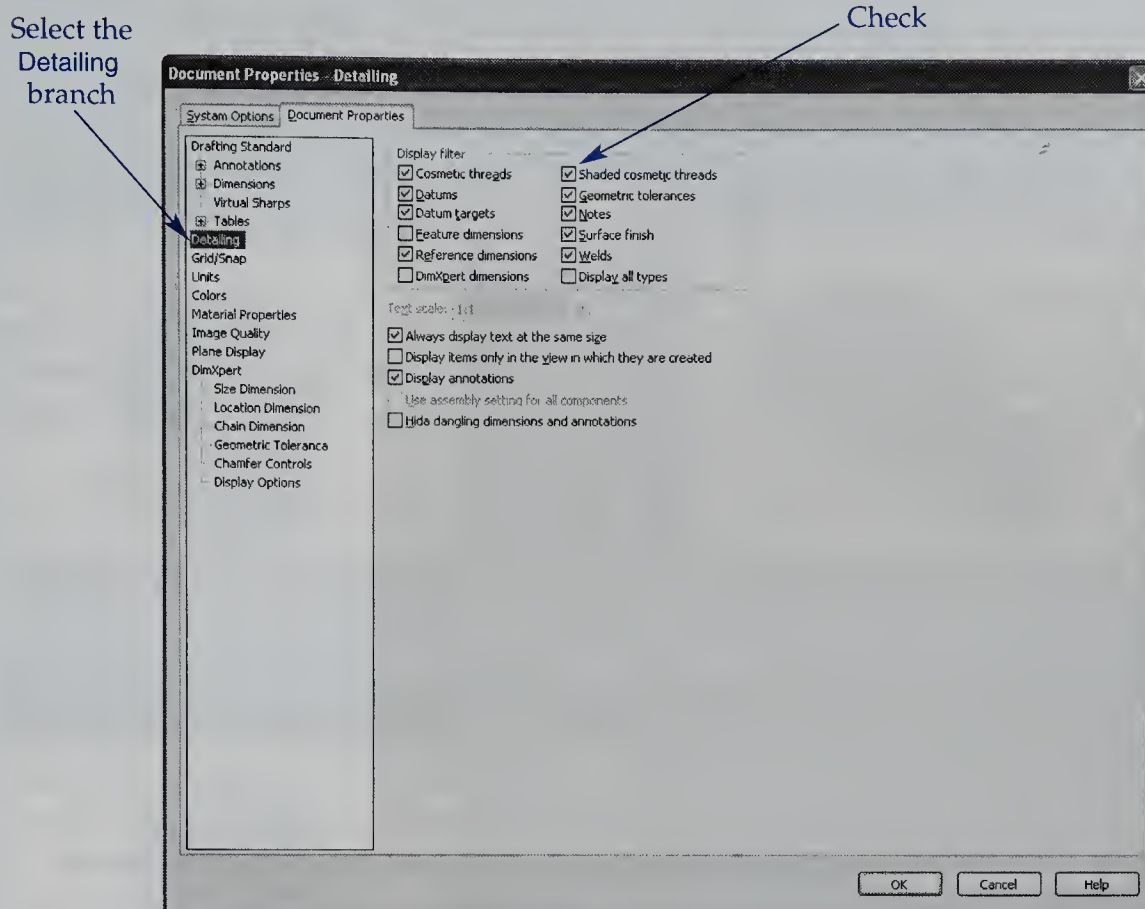 Select the
Detailing
branch
Check
Document Properties - Detailing
System Options
Document Properties
Drafting Standard
Annotations
Dimensions
Virtual Sharps
Tables
Detailing
Grid/Snap
Units
Colors
Material Properties
Image Quality
Plane Display
DimXpert
Size Dimension
Location Dimension
Chain Dimension
Geometric Tolerance
Chamfer Controls
Display Options
Display filter
Cosmetic threads
Shaded cosmetic threads
Datums
Geometric tolerances
Datum targets
Notes
Feature dimensions
Surface finish
Reference dimensions
Welds
DimXpert dimensions
Display all types
Text scale: 1:1
Always display text at the same size
Display items only in the view in which they are created
Display annotations
Use assembly setting for all components
Hide dangling dimensions and annotations
OK
Cancel
Help